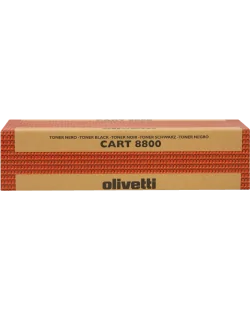 TONER NERO - TONER BLACK - TONER NOIR - TONER SCHWARZ - TONER NEGRO
CART 8800
olivetti